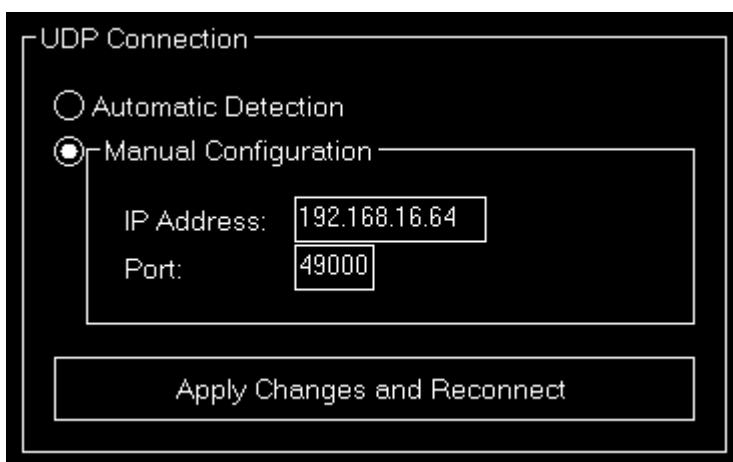 UDP Connection
Automatic Detection
Manual Configuration
IP Address: 192.168.16.64
Port: 49000
Apply Changes and Reconnect